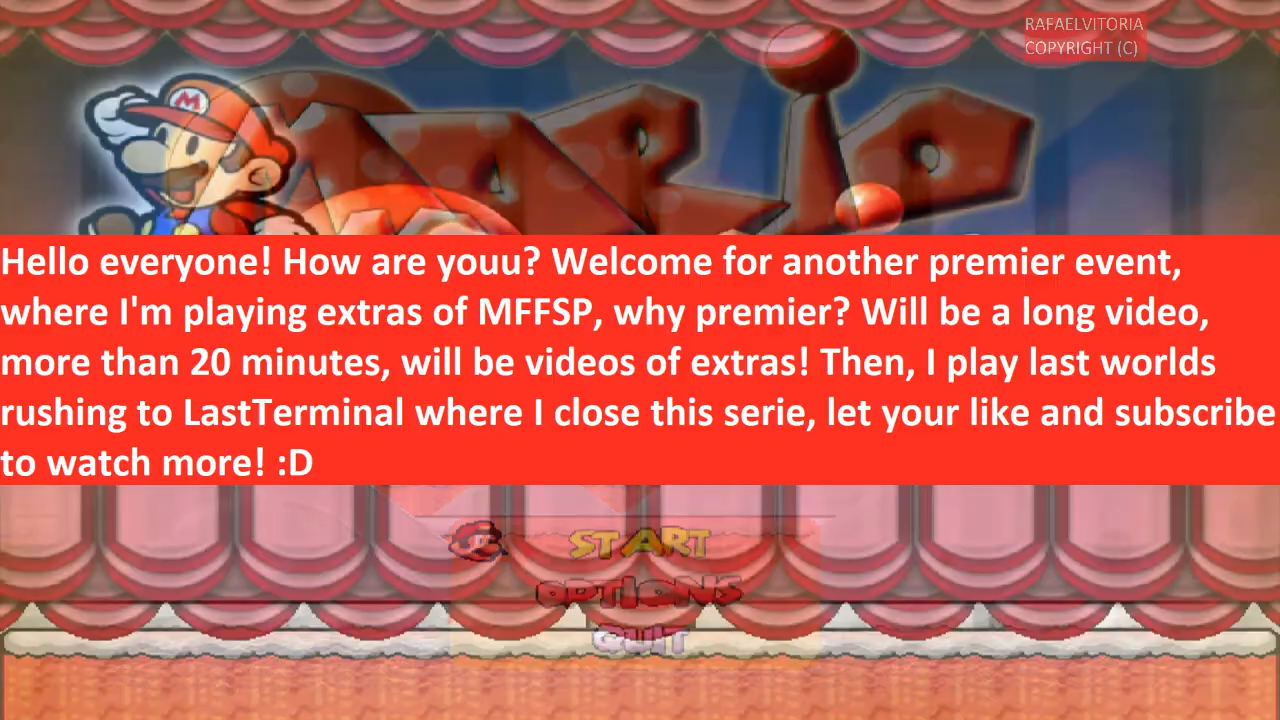 RAFAELVITORIA
COPYRIGHT (C)
MARIO
Hello everyone! How are youu? Welcome for another premier event,
where I'm playing extras of MFFSP, why premier? Will be a long video,
more than 20 minutes, will be videos of extras! Then, I play last worlds
rushing to LastTerminal where I close this serie, let your like and subscribe
to watch more! :D
START
OPTIONS
QUIT